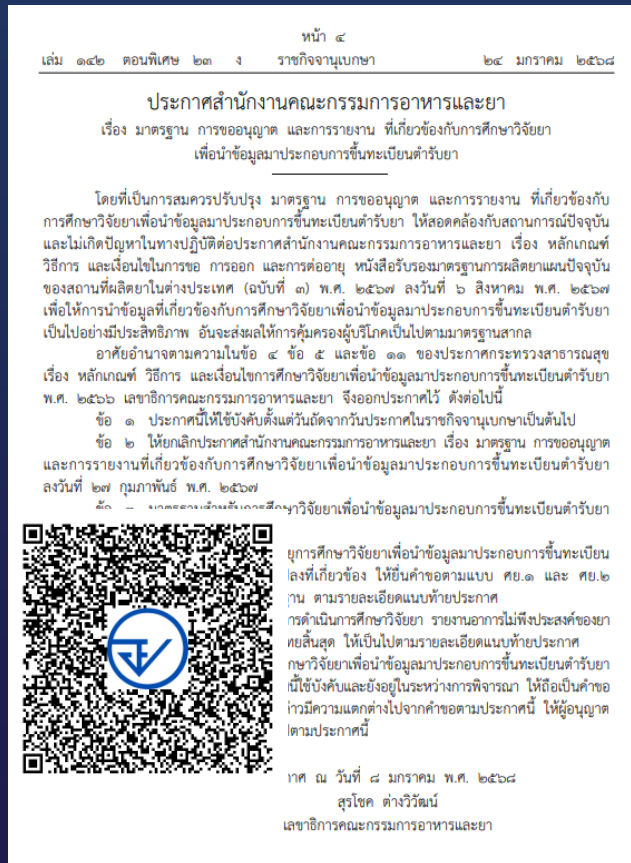 หน้า ๔
เล่ม ๑๔๒ ตอนพิเศษ ๒๓ ง ราชกิจจานุเบกษา ๒๔ มกราคม ๒๕๖๘
ประกาศสำนักงานคณะกรรมการอาหารและยา
เรื่อง มาตรฐาน การขออนุญาต และการรายงาน ที่เกี่ยวข้องกับการศึกษาวิจัยยา
เพื่อนำข้อมูลมาประกอบการขึ้นทะเบียนตำรับยา
โดยที่เป็นการสมควรปรับปรุง มาตรฐาน การขออนุญาต และการรายงาน ที่เกี่ยวข้องกับ
การศึกษาวิจัยยาเพื่อนำข้อมูลมาประกอบการขึ้นทะเบียนตำรับยา ให้สอดคล้องกับสถานการณ์ปัจจุบัน
และไม่เกิดปัญหาในทางปฏิบัติต่อประกาศสำนักงานคณะกรรมการอาหารและยา เรื่อง หลักเกณฑ์
วิธีการ และเงื่อนไขในการขอ การออก และการต่ออายุ หนังสือรับรองมาตรฐานการผลิตยาแผนปัจจุบัน
ของสถานที่ผลิตยาในต่างประเทศ (ฉบับที่ ๓) พ.ศ. ๒๕๖๗ ลงวันที่ ๖ สิงหาคม พ.ศ. ๒๕๖๗
เพื่อให้การนำข้อมูลที่เกี่ยวข้องกับการศึกษาวิจัยยาเพื่อนำข้อมูลมาประกอบการขึ้นทะเบียนตำรับยา
เป็นไปอย่างมีประสิทธิภาพ อันจะส่งผลให้การคุ้มครองผู้บริโภคเป็นไปตามมาตรฐานสากล
อาศัยอำนาจตามความในข้อ ๔ ข้อ ๕ และข้อ ๑๑ ของประกาศกระทรวงสาธารณสุข
เรื่อง หลักเกณฑ์ วิธีการ และเงื่อนไขการศึกษาวิจัยยาเพื่อนำข้อมูลมาประกอบการขึ้นทะเบียนตำรับยา
พ.ศ. ๒๕๖๖ เลขาธิการคณะกรรมการอาหารและยา จึงออกประกาศไว้ ดังต่อไปนี้
ข้อ ๑ ประกาศนี้ให้ใช้บังคับตั้งแต่วันถัดจากวันประกาศในราชกิจจานุเบกษาเป็นต้นไป
ข้อ ๒ ให้ยกเลิกประกาศสำนักงานคณะกรรมการอาหารและยา เรื่อง มาตรฐาน การขออนุญาต
และการรายงานที่เกี่ยวข้องกับการศึกษาวิจัยยาเพื่อนำข้อมูลมาประกอบการขึ้นทะเบียนตำรับยา
ลงวันที่ ๒๗ กุมภาพันธ์ พ.ศ. ๒๕๖๗
มาตรฐานสำหรับการศึกษาวิจัยยาเพื่อนำข้อมูลมาประกอบการขึ้นทะเบียนตำรับยา
ยุการศึกษาวิจัยยาเพื่อนำข้อมูลมาประกอบการขึ้นทะเบียน
ปลงที่เกี่ยวข้อง ให้ยื่นคำขอตามแบบ ศย.๑ และ ศย.๒
าน ตามรายละเอียดแนบท้ายประกาศ
ารดำเนินการศึกษาวิจัยยา รายงานอาการไม่พึงประสงค์ของยา
ทยสิ้นสุด ให้เป็นไปตามรายละเอียดแนบท้ายประกาศ
กษาวิจัยยาเพื่อนำข้อมูลมาประกอบการขึ้นทะเบียนตำรับยา
นี้ใช้บังคับและยังอยู่ในระหว่างการพิจารณา ให้ถือเป็นคำขอ
่าวมีความแตกต่างไปจากคำขอตามประกาศนี้ ให้ผู้อนุญาต
ปตามประกาศนี้
าศ ณ วันที่ ๘ มกราคม พ.ศ. ๒๕๖๘
สุรโชค ต่างวิวัฒน์
เลขาธิการคณะกรรมการอาหารและยา